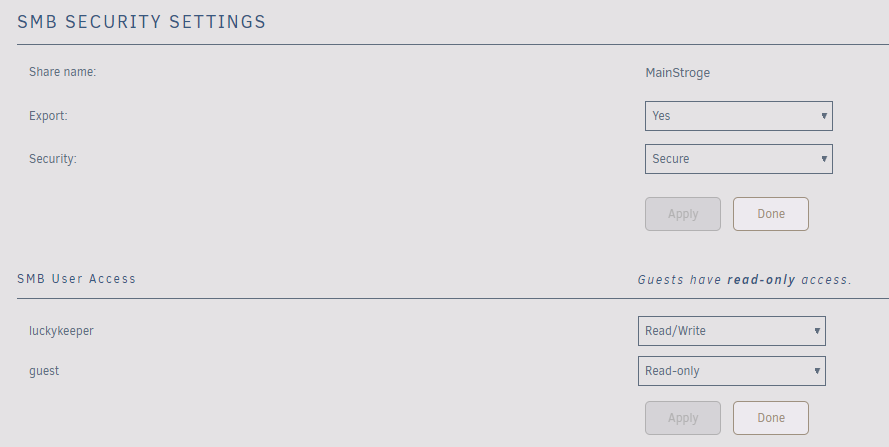 SMB SECURITY SETTINGS
Share name: MainStroge
Export: Yes
Security: Secure
Apply Done
SMB User Access Guests have read-only access.
luckykeeper Read/Write
guest Read-only
Apply Done